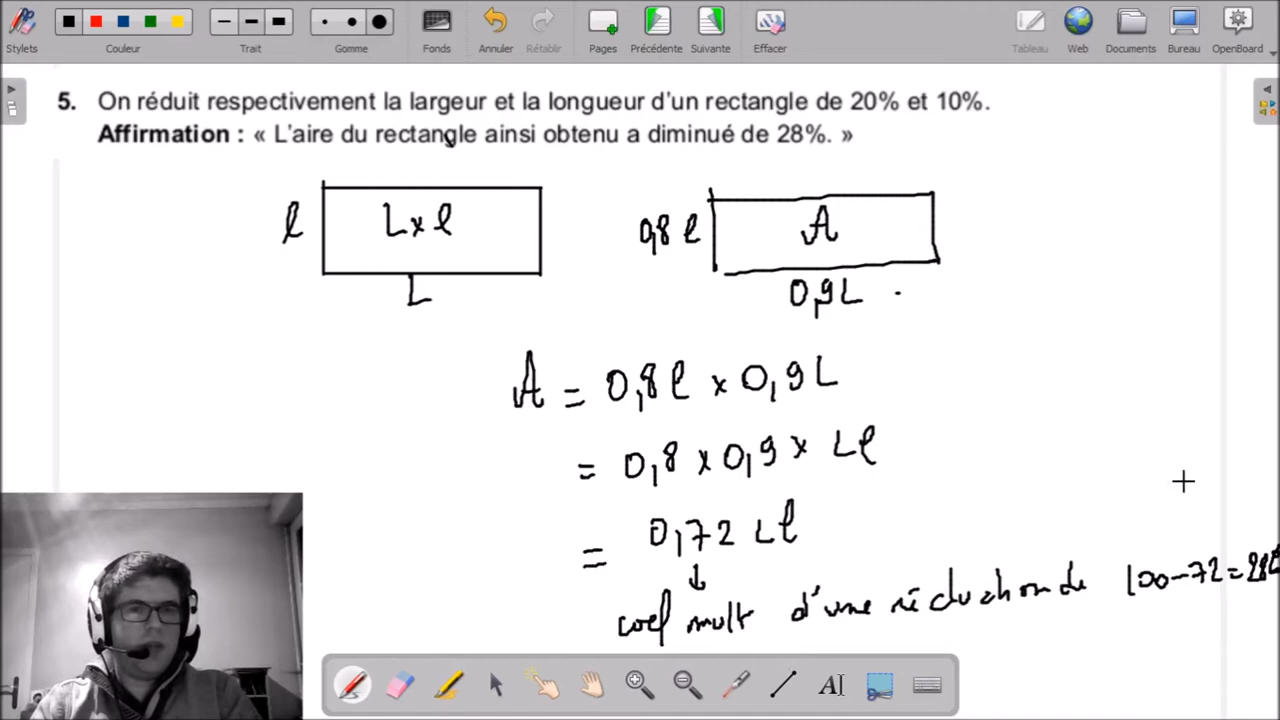 Stylets
Couleur
Trait
Gomme
Fonds
Annuler
Rétablir
Pages
Précédente
Suivante
Effacer
Tableau
Web
Documents
Bureau
OpenBoard
5. On réduit respectivement la largeur et la longueur d'un rectangle de 20% et 10%.
Affirmation : « L'aire du rectangle ainsi obtenu a diminué de 28%. »
l
L x l
L
0,8 l
A
0,9L
A = 0,8l x 0,9L
= 0,8 x 0,9 x Ll
= 0,72 Ll
↓
coef mult d'une réduction de 100-72=28%
AI